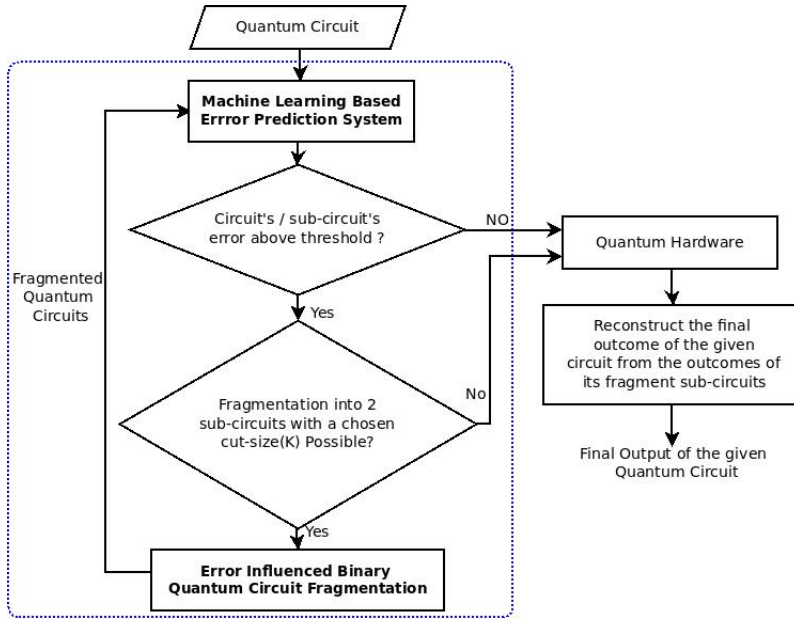 Quantum Circuit
Machine Learning Based
Errror Prediction System
Circuit's / sub-circuit's
error above threshold ?
NO
Quantum Hardware
Fragmented
Quantum
Circuits
Yes
Reconstruct the final
outcome of the given
circuit from the outcomes of
its fragment sub-circuits
Fragmentation into 2
sub-circuits with a chosen
cut-size(K) Possible?
No
Final Output of the given
Quantum Circuit
Yes
Error Influenced Binary
Quantum Circuit Fragmentation